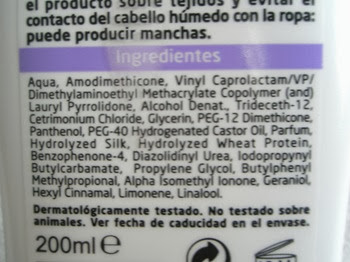 el producto sobre tejidos y evitar el
contacto del cabello húmedo con la ropa:
puede producir manchas.
Ingredientes
Aqua, Amodimethicone, Vinyl Caprolactam/VP/
Dimethylaminoethyl Methacrylate Copolymer (and)
Lauryl Pyrrolidone, Alcohol Denat., Trideceth-12,
Cetrimonium Chloride, Glycerin, PEG-12 Dimethicone,
Panthenol, PEG-40 Hydrogenated Castor Oil, Parfum,
Hydrolyzed Silk, Hydrolyzed Wheat Protein,
Benzophenone-4, Diazolidinyl Urea, Iodopropynyl
Butylcarbamate, Propylene Glycol, Butylphenyl
Methylpropional, Alpha Isomethyl Ionone, Geraniol,
Hexyl Cinnamal, Limonene, Linalool.
Dermatológicamente testado. No testado sobre
animales. Ver fecha de caducidad en el envase.
200ml e